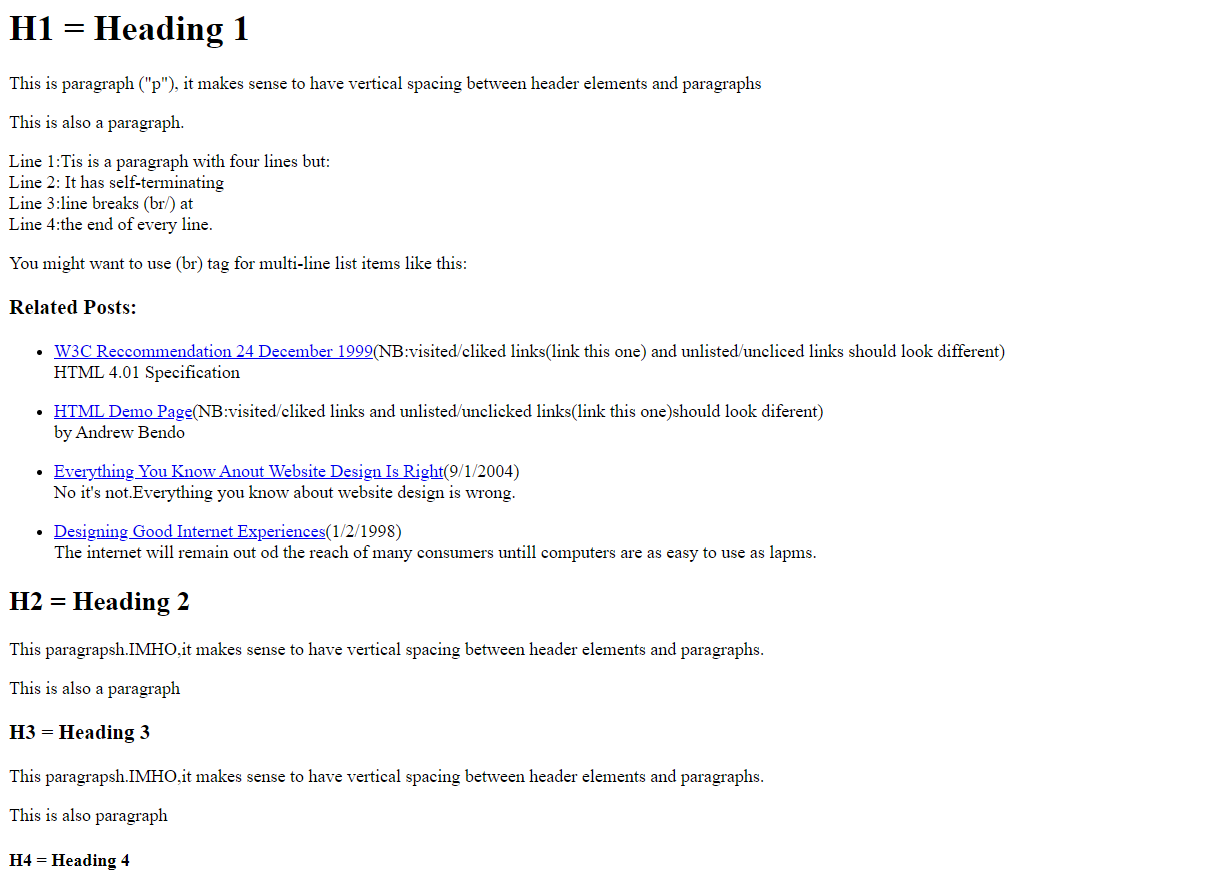 H1 = Heading 1
This is paragraph ("p"), it makes sense to have vertical spacing between header elements and paragraphs
This is also a paragraph.
Line 1:Tis is a paragraph with four lines but:
Line 2: It has self-terminating
Line 3:line breaks (br/) at
Line 4:the end of every line.
You might want to use (br) tag for multi-line list items like this:
Related Posts:
• W3C Reccommendation 24 December 1999(NB:visited/cliked links(link this one) and unlisted/uncliced links should look different)
HTML 4.01 Specification
• HTML Demo Page(NB:visited/cliked links and unlisted/unclicked links(link this one)should look diferent)
by Andrew Bendo
• Everything You Know Anout Website Design Is Right(9/1/2004)
No it's not.Everything you know about website design is wrong.
• Designing Good Internet Experiences(1/2/1998)
The internet will remain out od the reach of many consumers untill computers are as easy to use as lapms.
H2 = Heading 2
This paragrapsh.IMHO,it makes sense to have vertical spacing between header elements and paragraphs.
This is also a paragraph
H3 = Heading 3
This paragrapsh.IMHO,it makes sense to have vertical spacing between header elements and paragraphs.
This is also paragraph
H4 = Heading 4